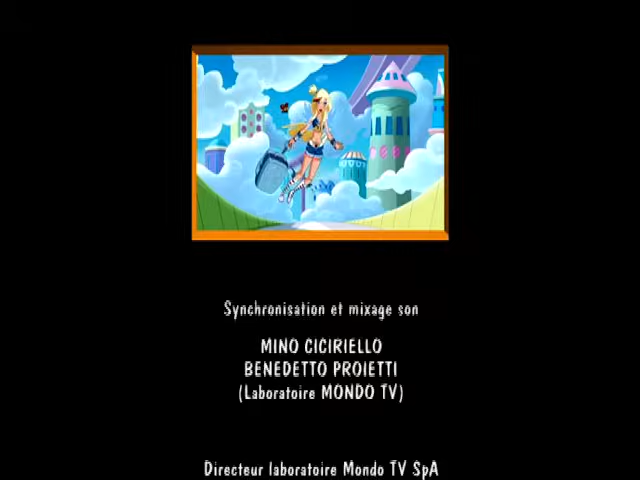 Synchronisation et mixage son
MINO CICIRIELLO
BENEDETTO PROIETTI
(Laboratoire MONDO TV)
Directeur laboratoire Mondo TV SpA